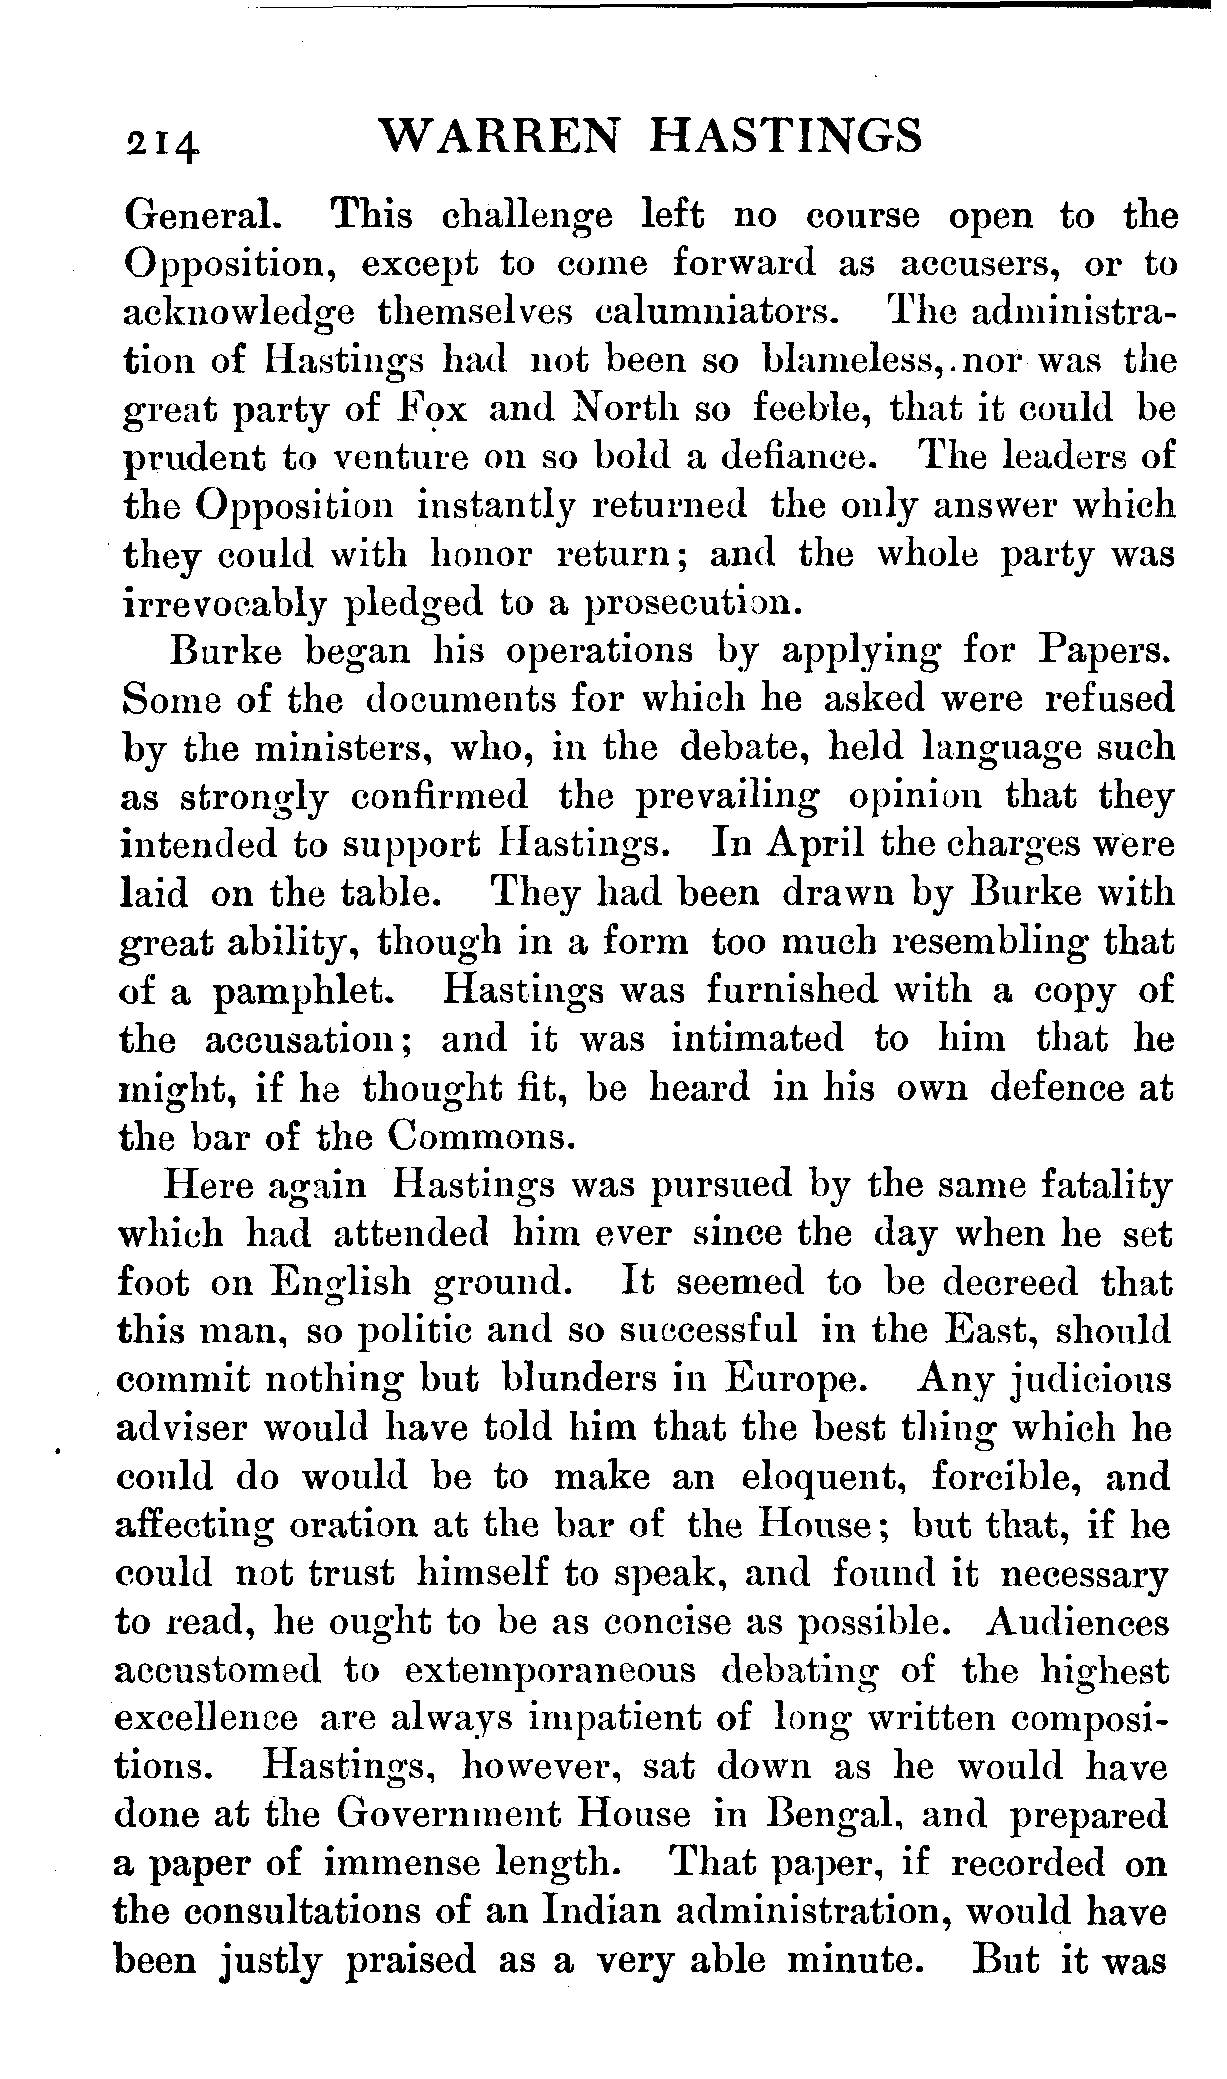 214 WARREN HASTINGS
General. This challenge left no course open to the
Opposition, except to come forward as accusers, or to
acknowledge themselves calumniators. The administra-
tion of Hastings had not been so blameless, nor was the
great party of Fox and North so feeble, that it could be
prudent to venture on so bold a defiance. The leaders of
the Opposition instantly returned the only answer which
they could with honor return; and the whole party was
irrevocably pledged to a prosecution.
Burke began his operations by applying for Papers.
Some of the documents for which he asked were refused
by the ministers, who, in the debate, held language such
as strongly confirmed the prevailing opinion that they
intended to support Hastings. In April the charges were
laid on the table. They had been drawn by Burke with
great ability, though in a form too much resembling that
of a pamphlet. Hastings was furnished with a copy of
the accusation; and it was intimated to him that he
might, if he thought fit, be heard in his own defence at
the bar of the Commons.
Here again Hastings was pursued by the same fatality
which had attended him ever since the day when he set
foot on English ground. It seemed to be decreed that
this man, so politic and so successful in the East, should
commit nothing but blunders in Europe. Any judicious
adviser would have told him that the best thing which he
could do would be to make an eloquent, forcible, and
affecting oration at the bar of the House; but that, if he
could not trust himself to speak, and found it necessary
to read, he ought to be as concise as possible. Audiences
accustomed to extemporaneous debating of the highest
excellence are always impatient of long written composi-
tions. Hastings, however, sat down as he would have
done at the Government House in Bengal, and prepared
a paper of immense length. That paper, if recorded on
the consultations of an Indian administration, would have
been justly praised as a very able minute. But it was